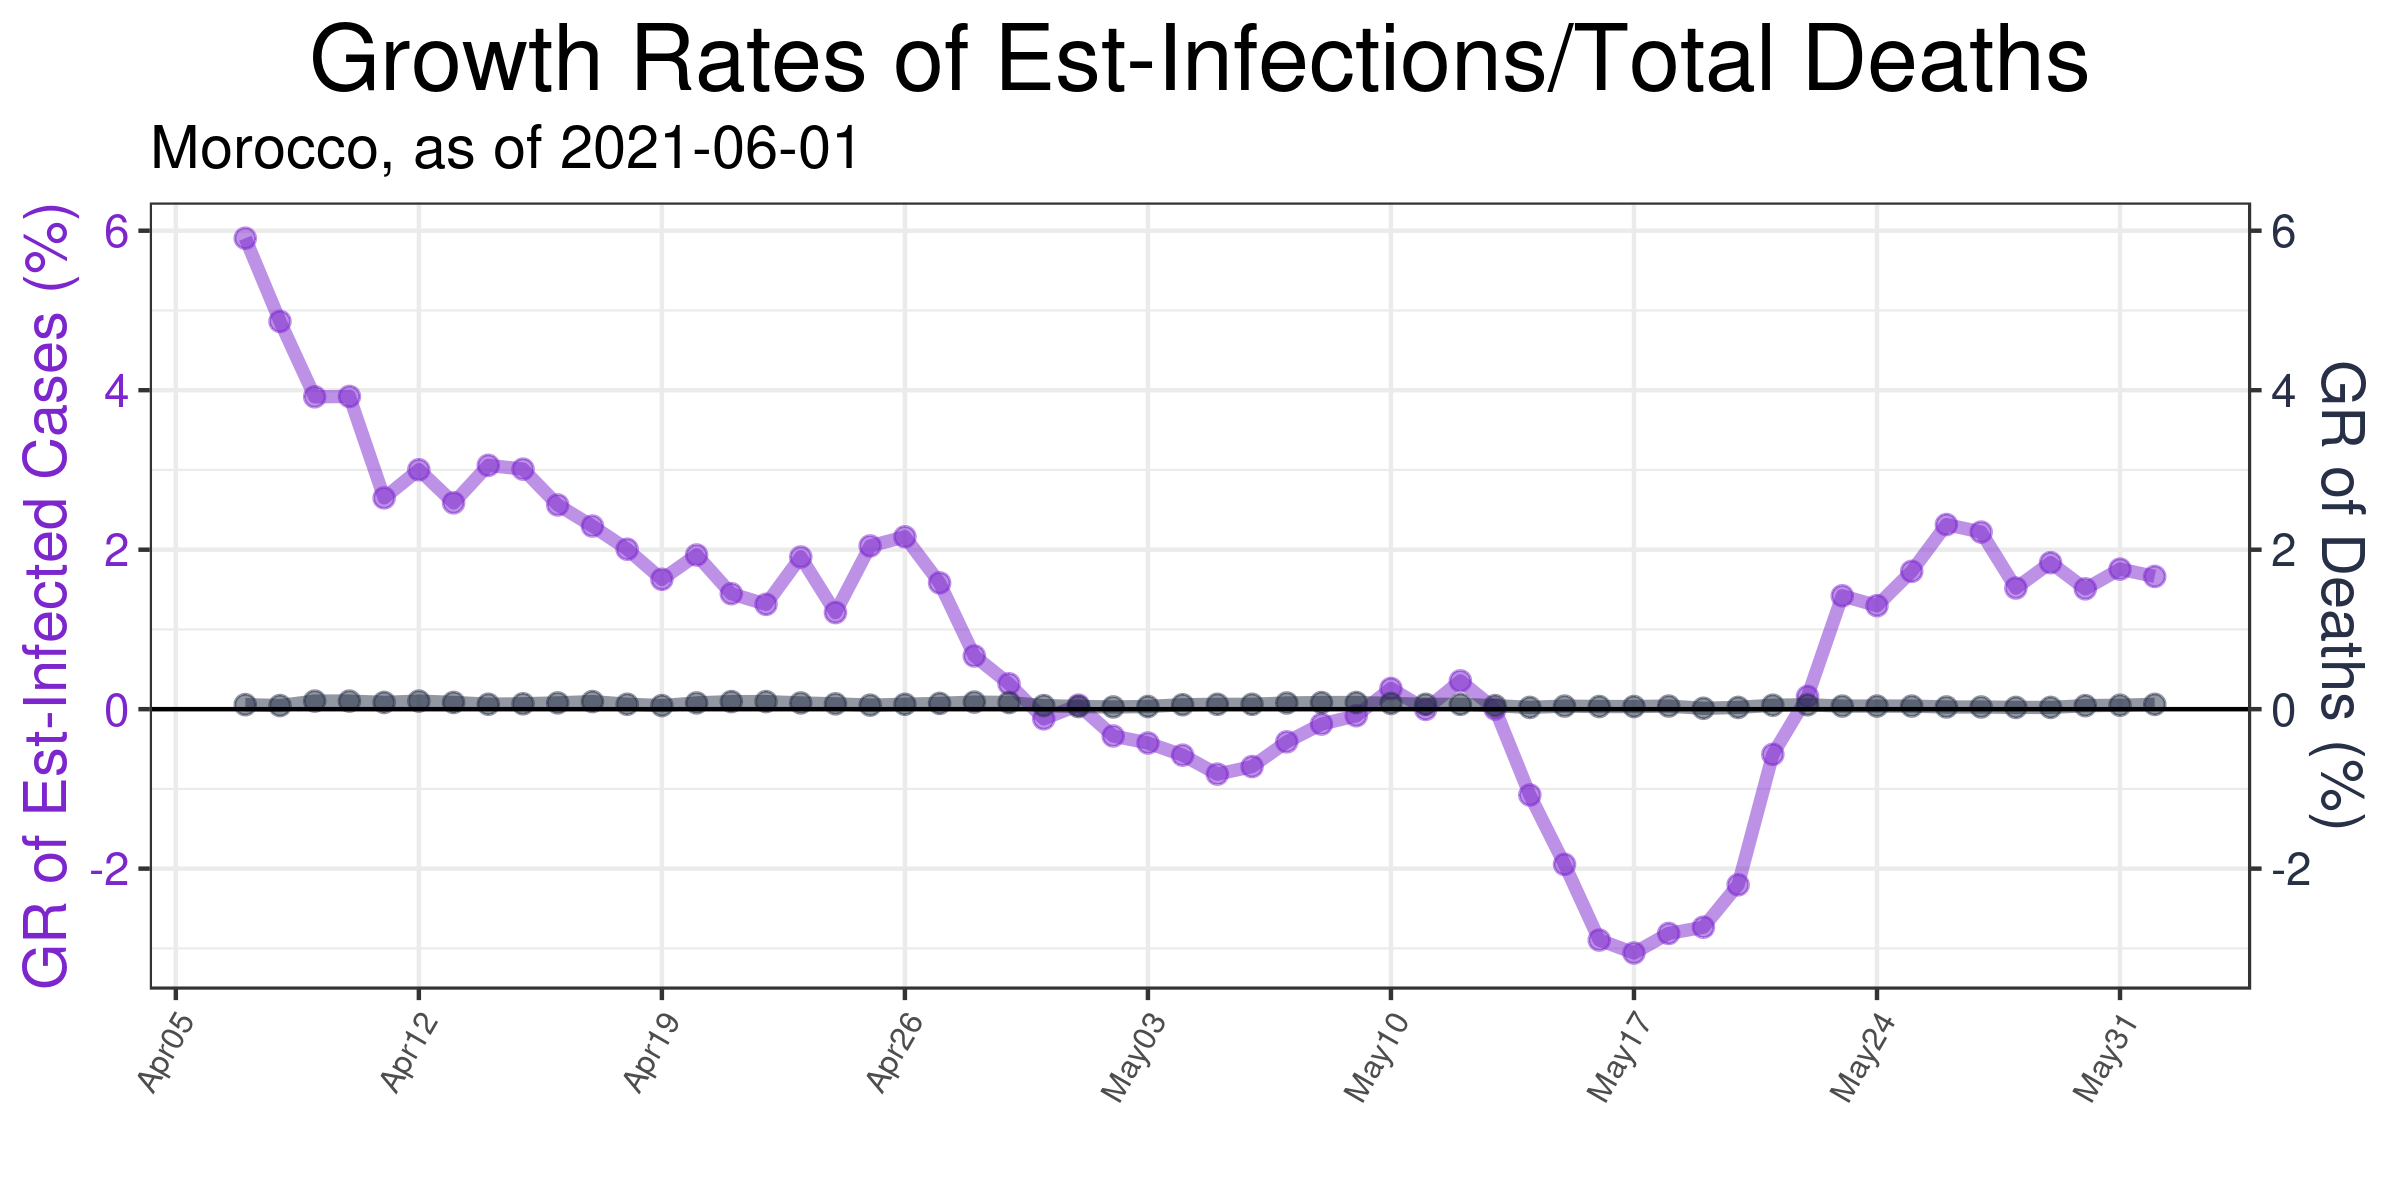 Growth Rates of Est-Infections/Total Deaths
Morocco, as of 2021-06-01
GR of Est-Infected Cases (%)
6
4
2
0
-2
6
4
2
0
-2
GR of Deaths (%)
Apr05
Apr12
Apr19
Apr26
May03
May10
May17
May24
May31